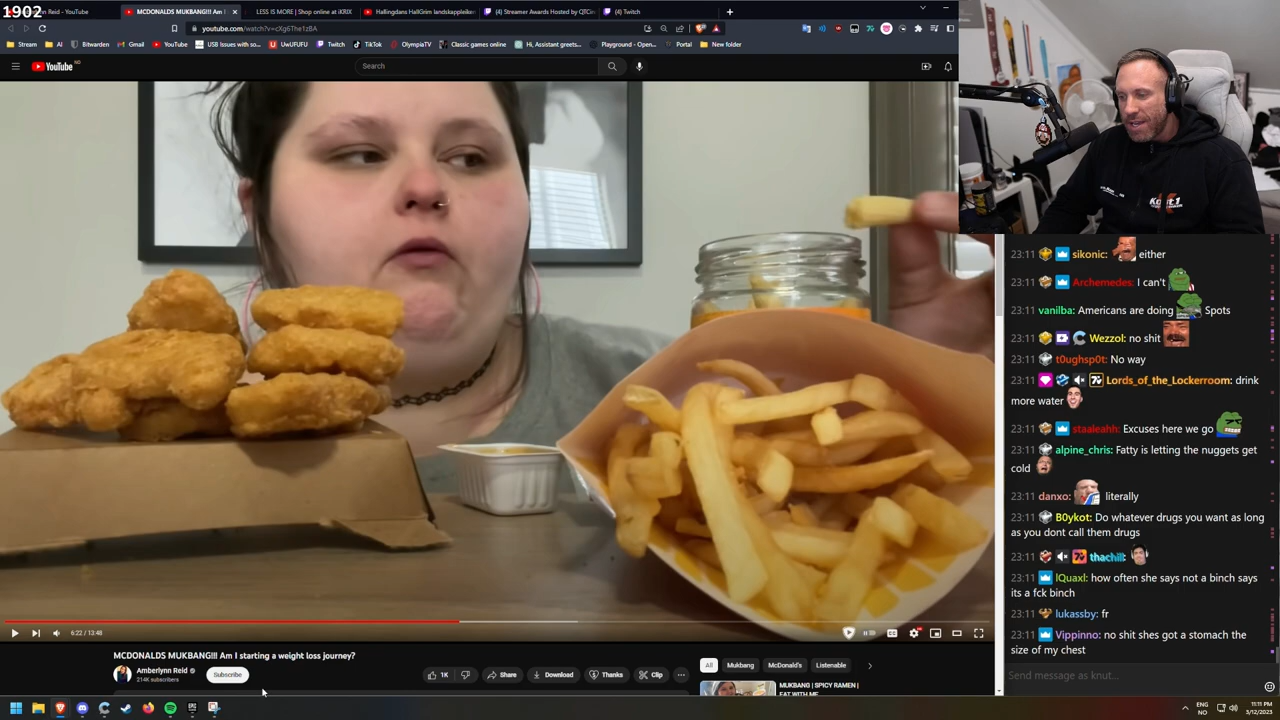 1902
n Reid - YouTube
MCDONALDS MUKBANG!!! Am I
LESS IS MORE | Shop online at iKRIX
Hallingdans HallGrim landskappleiken
(4) Streamer Awards Hosted by QTCin
(4) Twitch
youtube.com/watch?v=cXg6The1zBA
Stream
AI
Bitwarden
Gmail
YouTube
USB Issues with so...
UwUFUFU
Twitch
TikTok
OlympiaTV
Classic games online
Hi, Assistant greets...
Playground - Open...
Portal
New folder
YouTube NO
Search
23:11 sikonic: either
23:11 Archemedes: I can't
vanilba: Americans are doing Spots
23:11 Wezzol: no shit
23:11 t0ughsp0t: No way
23:11 Lords_of_the_Lockerroom: drink
more water
23:11 staaleahh: Excuses here we go
23:11 alpine_chris: Fatty is letting the nuggets get
cold
23:11 danxo: literally
23:11 B0ykot: Do whatever drugs you want as long
as you dont call them drugs
23:11 thachill:
23:11 lQuaxl: how often she says not a binch says
its a fck binch
23:11 lukassby: fr
23:11 Vippinno: no shit shes got a stomach the
size of my chest
Send message as knut...
6:22 / 13:48
MCDONALDS MUKBANG!!! Am I starting a weight loss journey?
Amberlynn Reid
214K subscribers
Subscribe
1K
Share
Download
Thanks
Clip
All
Mukbang
McDonald's
Listenable
MUKBANG | SPICY RAMEN |
EAT WITH ME
ENG
NO
11:11 PM
5/12/2023